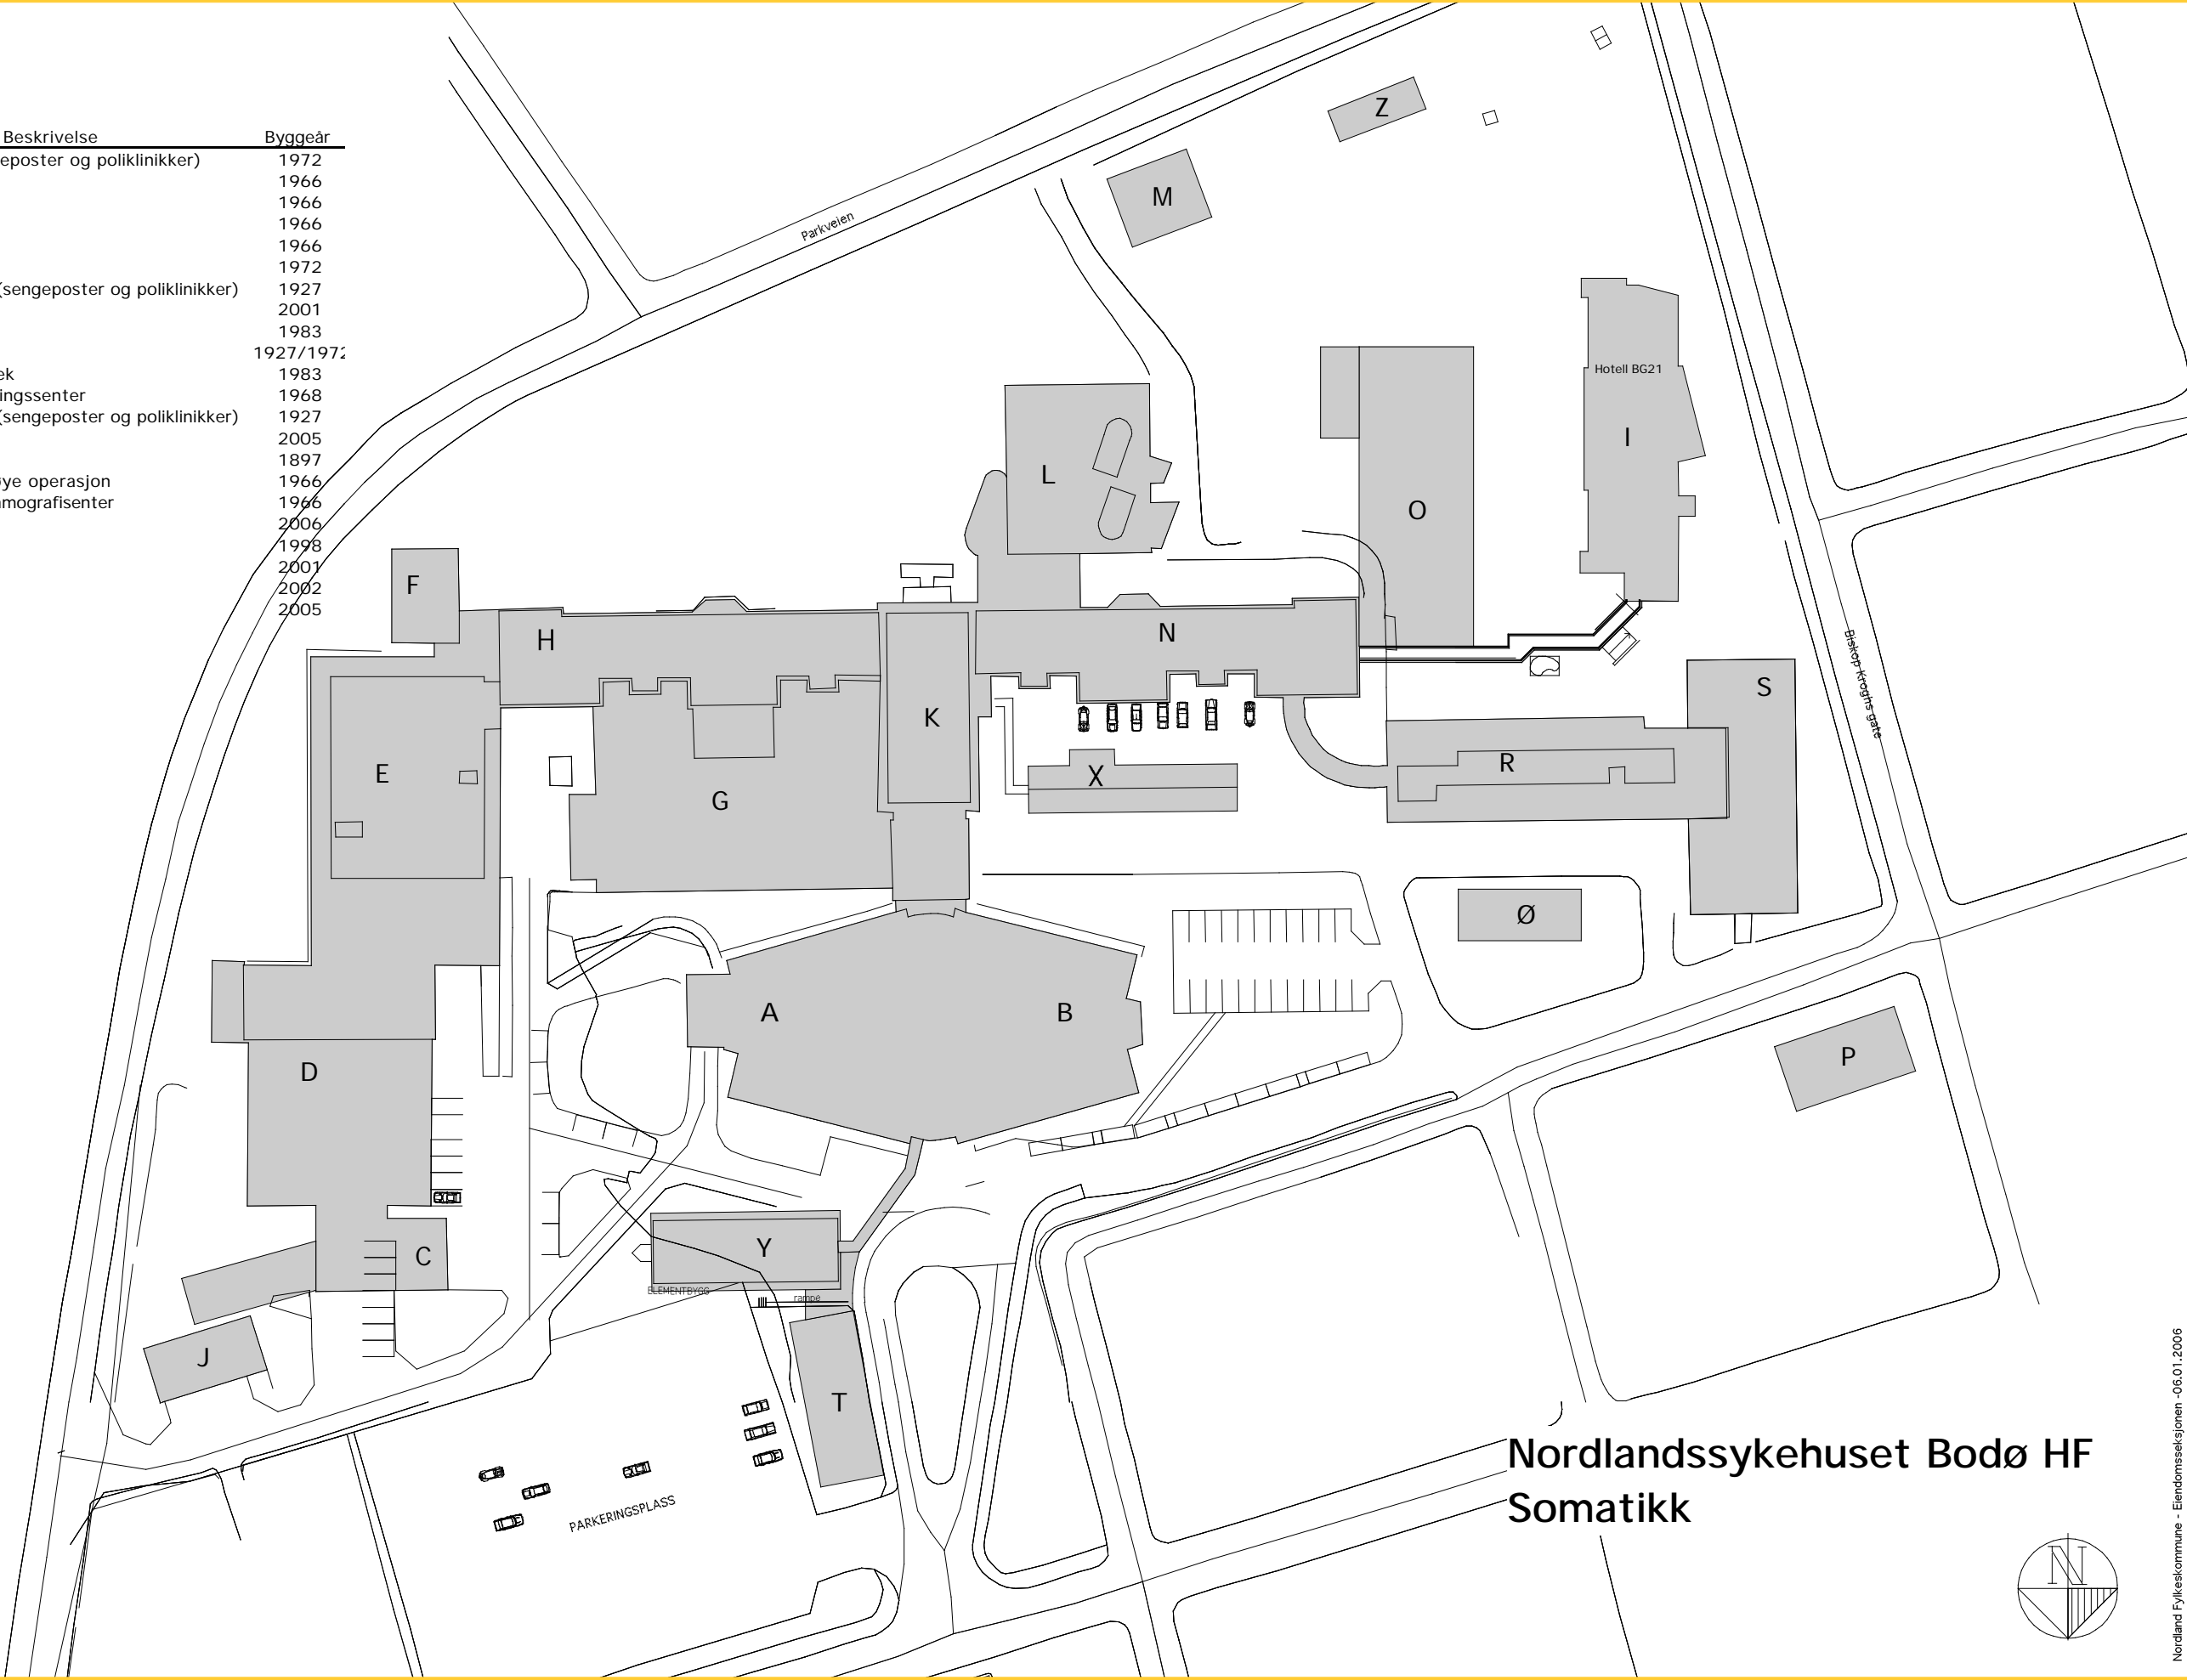 Beskrivelse Byggeår
eposter og poliklinikker) 1972
1966
1966
1966
1966
1972
(sengeposter og poliklinikker) 1927
2001
1983
1927/1972
ek 1983
ingssenter 1968
(sengeposter og poliklinikker) 1927
2005
1897
ye operasjon 1966
mografisenter 1966
2006
1998
2001
2002
2005
Parkveien
Z
M
Hotell BG21
I
L
O
F
H
N
Biskop Kroghs gate
S
K
E
X
R
G
Ø
A
B
D
P
Y
C
ELEMENTBYGG
rampe
J
T
PARKERINGSPLASS
Nordlandssykehuset Bodø HF
Somatikk
N
Nordland Fylkeskommune - Eiendomsseksjonen -06.01.2006